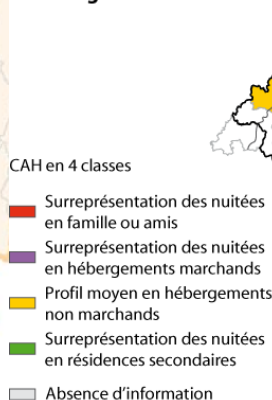 CAH en 4 classes
Surreprésentation des nuitées
en famille ou amis
Surreprésentation des nuitées
en hébergements marchands
Profil moyen en hébergements
non marchands
Surreprésentation des nuitées
en résidences secondaires
Absence d’information